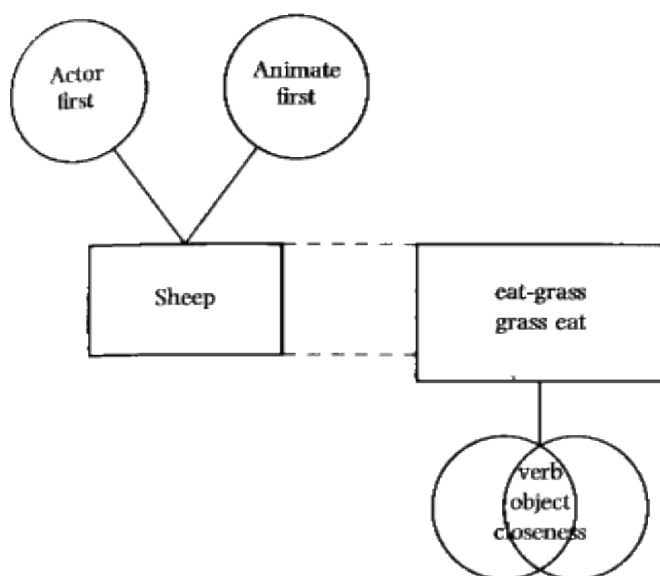 Actor
first
Animate
first
Sheep
eat-grass
grass eat
verb
object
closeness